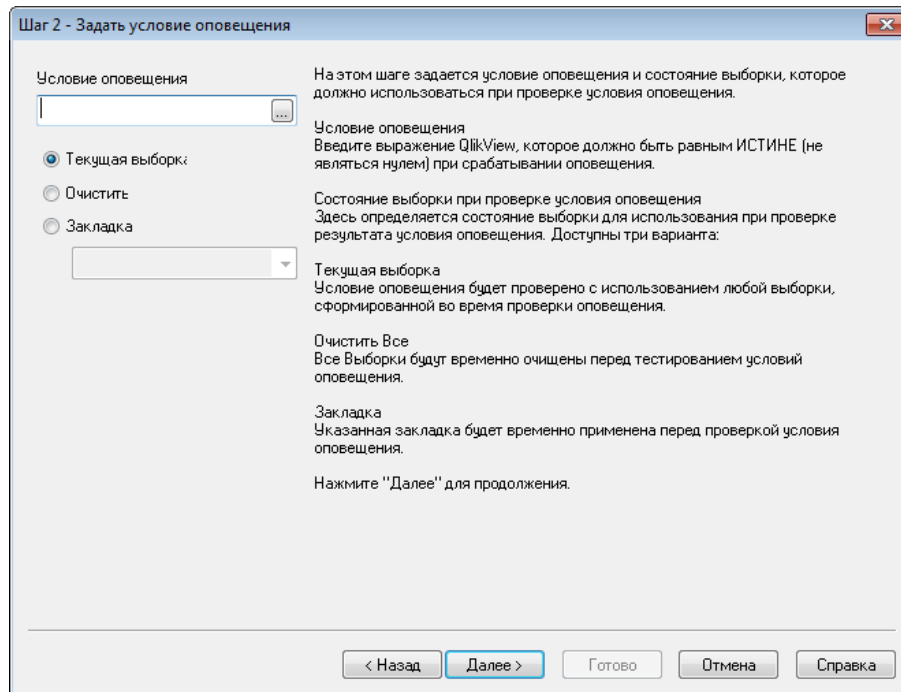 Шаг 2 - Задать условие оповещения
Условие оповещения
...
Текущая выборка
Очистить
Закладка
На этом шаге задается условие оповещения и состояние выборки, которое
должно использоваться при проверке условия оповещения.
Условие оповещения
Введите выражение QlikView, которое должно быть равным ИСТИНЕ (не
являться нулем) при срабатывании оповещения.
Состояние выборки при проверке условия оповещения
Здесь определяется состояние выборки для использования при проверке
результата условия оповещения. Доступны три варианта:
Текущая выборка
Условие оповещения будет проверено с использованием любой выборки,
сформированной во время проверки оповещения.
Очистить Все
Все Выборки будут временно очищены перед тестированием условий
оповещения.
Закладка
Указанная закладка будет временно применена перед проверкой условия
оповещения.
Нажмите "Далее" для продолжения.
< Назад
Далее >
Готово
Отмена
Справка